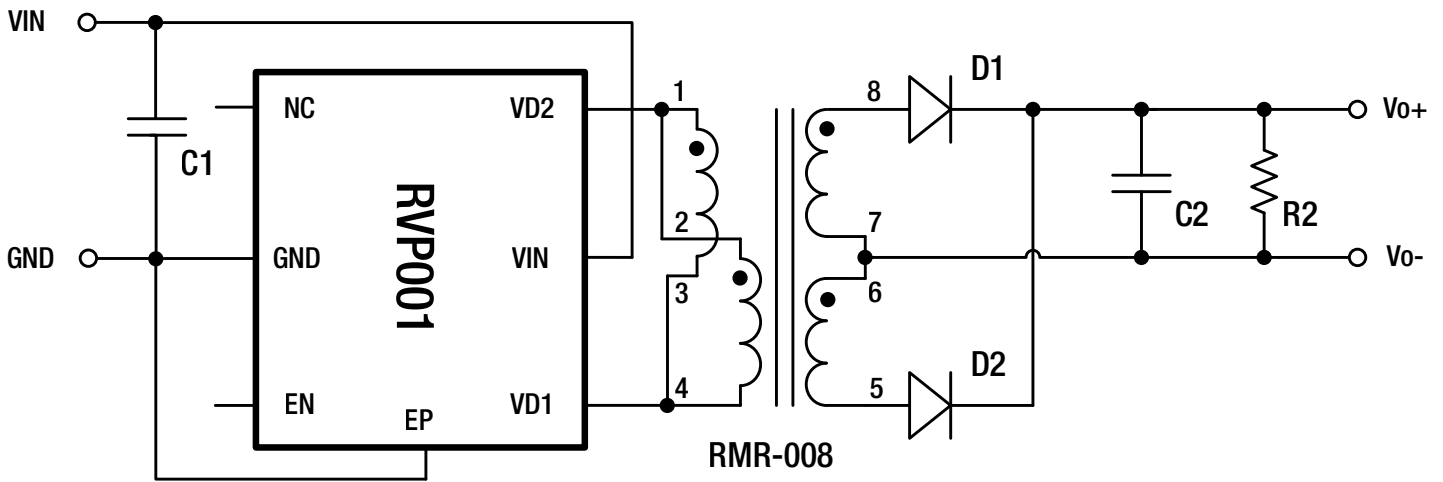 VIN
D1
1
8
NC
VD2
Vo+
C1
RVP001
2
7
C2
R2
GND
GND
VIN
Vo-
3
6
D2
4
5
EN
VD1
EP
RMR-008